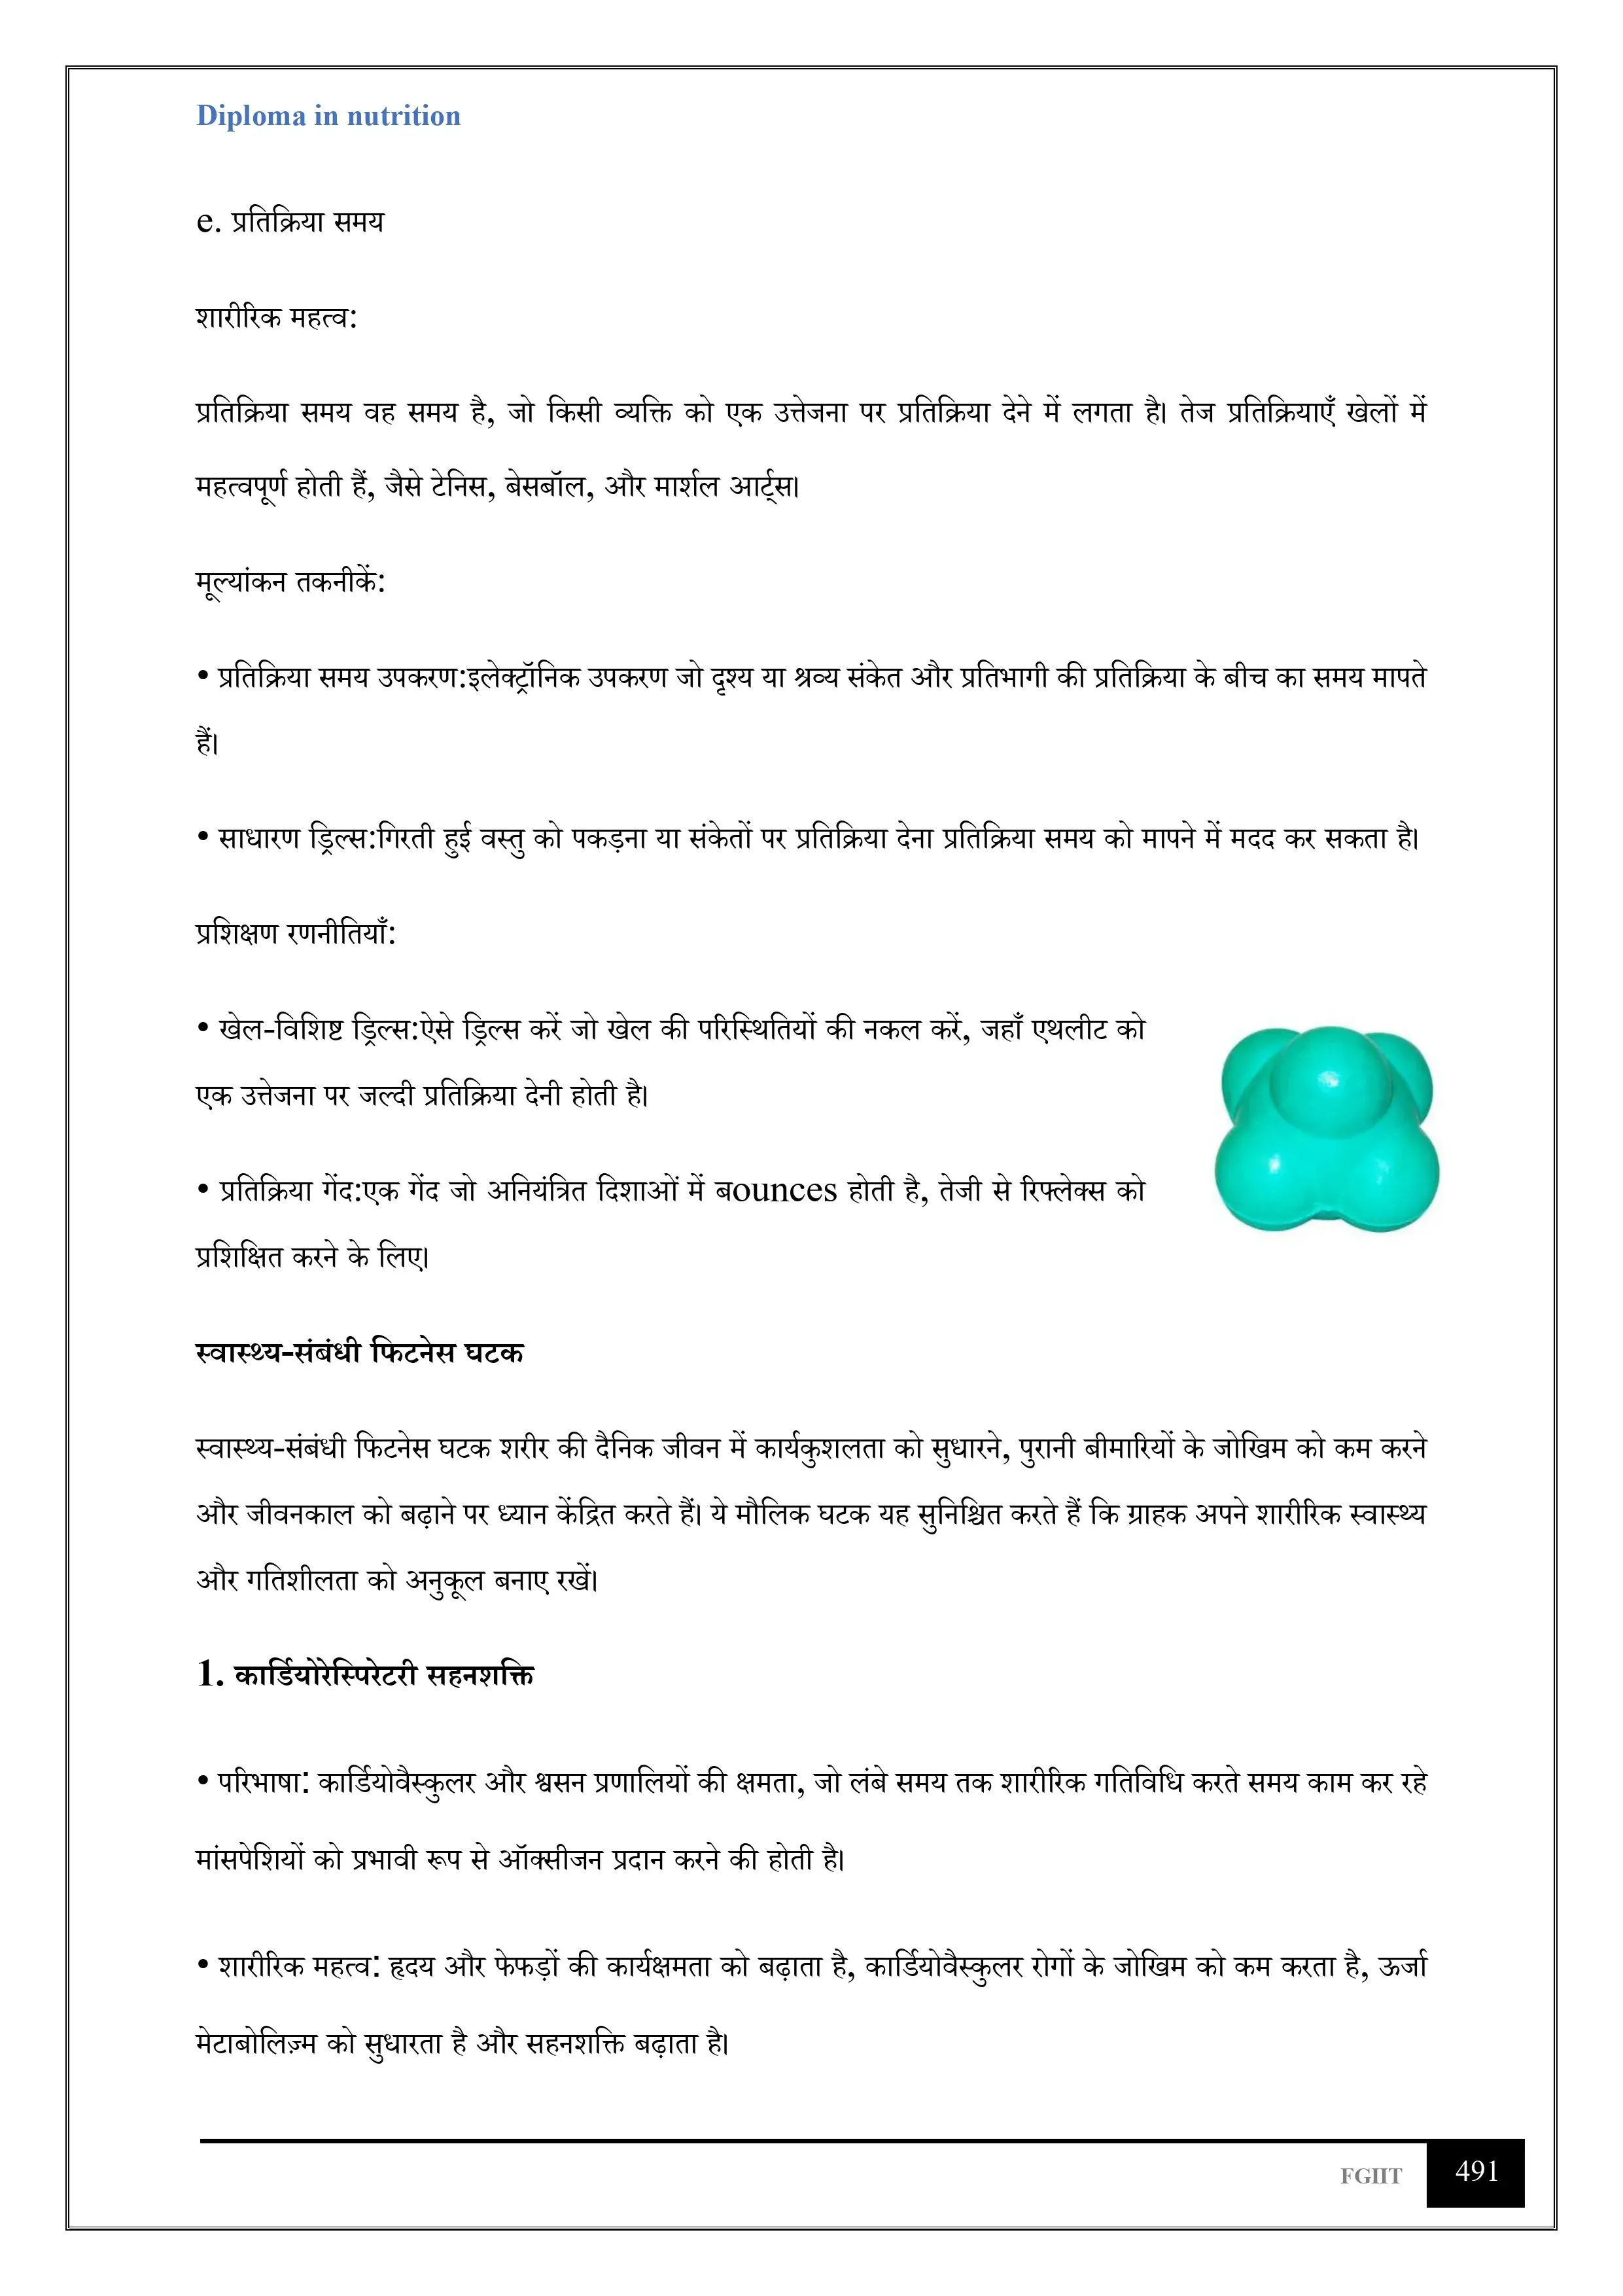 Diploma in nutrition
e. प्रतिक्रिया समय
शारीरिक महत्व:
प्रतिक्रिया समय वह समय है, जो किसी व्यक्ति को एक उत्तेजना पर प्रतिक्रिया देने में लगता है। तेज प्रतिक्रियाएँ खेलों में
महत्वपूर्ण होती हैं, जैसे टेनिस, बेसबॉल, और मार्शल आर्ट्स।
मूल्यांकन तकनीकें:
• प्रतिक्रिया समय उपकरण:इलेक्ट्रॉनिक उपकरण जो दृश्य या श्रव्य संकेत और प्रतिभागी की प्रतिक्रिया के बीच का समय मापते
हैं।
• साधारण ड्रिल्स:गिरती हुई वस्तु को पकड़ना या संकेतों पर प्रतिक्रिया देना प्रतिक्रिया समय को मापने में मदद कर सकता है।
प्रशिक्षण रणनीतियाँ:
• खेल-विशिष्ट ड्रिल्स:ऐसे ड्रिल्स करें जो खेल की परिस्थितियों की नकल करें, जहाँ एथलीट को
एक उत्तेजना पर जल्दी प्रतिक्रिया देनी होती है।
• प्रतिक्रिया गेंद:एक गेंद जो अनियंत्रित दिशाओं में बounces होती है, तेजी से रिफ्लेक्स को
प्रशिक्षित करने के लिए।
स्वास्थ्य-संबंधी फिटनेस घटक
स्वास्थ्य-संबंधी फिटनेस घटक शरीर की दैनिक जीवन में कार्यकुशलता को सुधारने, पुरानी बीमारियों के जोखिम को कम करने
और जीवनकाल को बढ़ाने पर ध्यान केंद्रित करते हैं। ये मौलिक घटक यह सुनिश्चित करते हैं कि ग्राहक अपने शारीरिक स्वास्थ्य
और गतिशीलता को अनुकूल बनाए रखें।
1. कार्डियोरेस्पिरेटरी सहनशक्ति
• परिभाषा: कार्डियोवैस्कुलर और श्वसन प्रणालियों की क्षमता, जो लंबे समय तक शारीरिक गतिविधि करते समय काम कर रहे
मांसपेशियों को प्रभावी रूप से ऑक्सीजन प्रदान करने की होती है।
• शारीरिक महत्व: हृदय और फेफड़ों की कार्यक्षमता को बढ़ाता है, कार्डियोवैस्कुलर रोगों के जोखिम को कम करता है, ऊर्जा
मेटाबोलिज़्म को सुधारता है और सहनशक्ति बढ़ाता है।
FGIIT 491